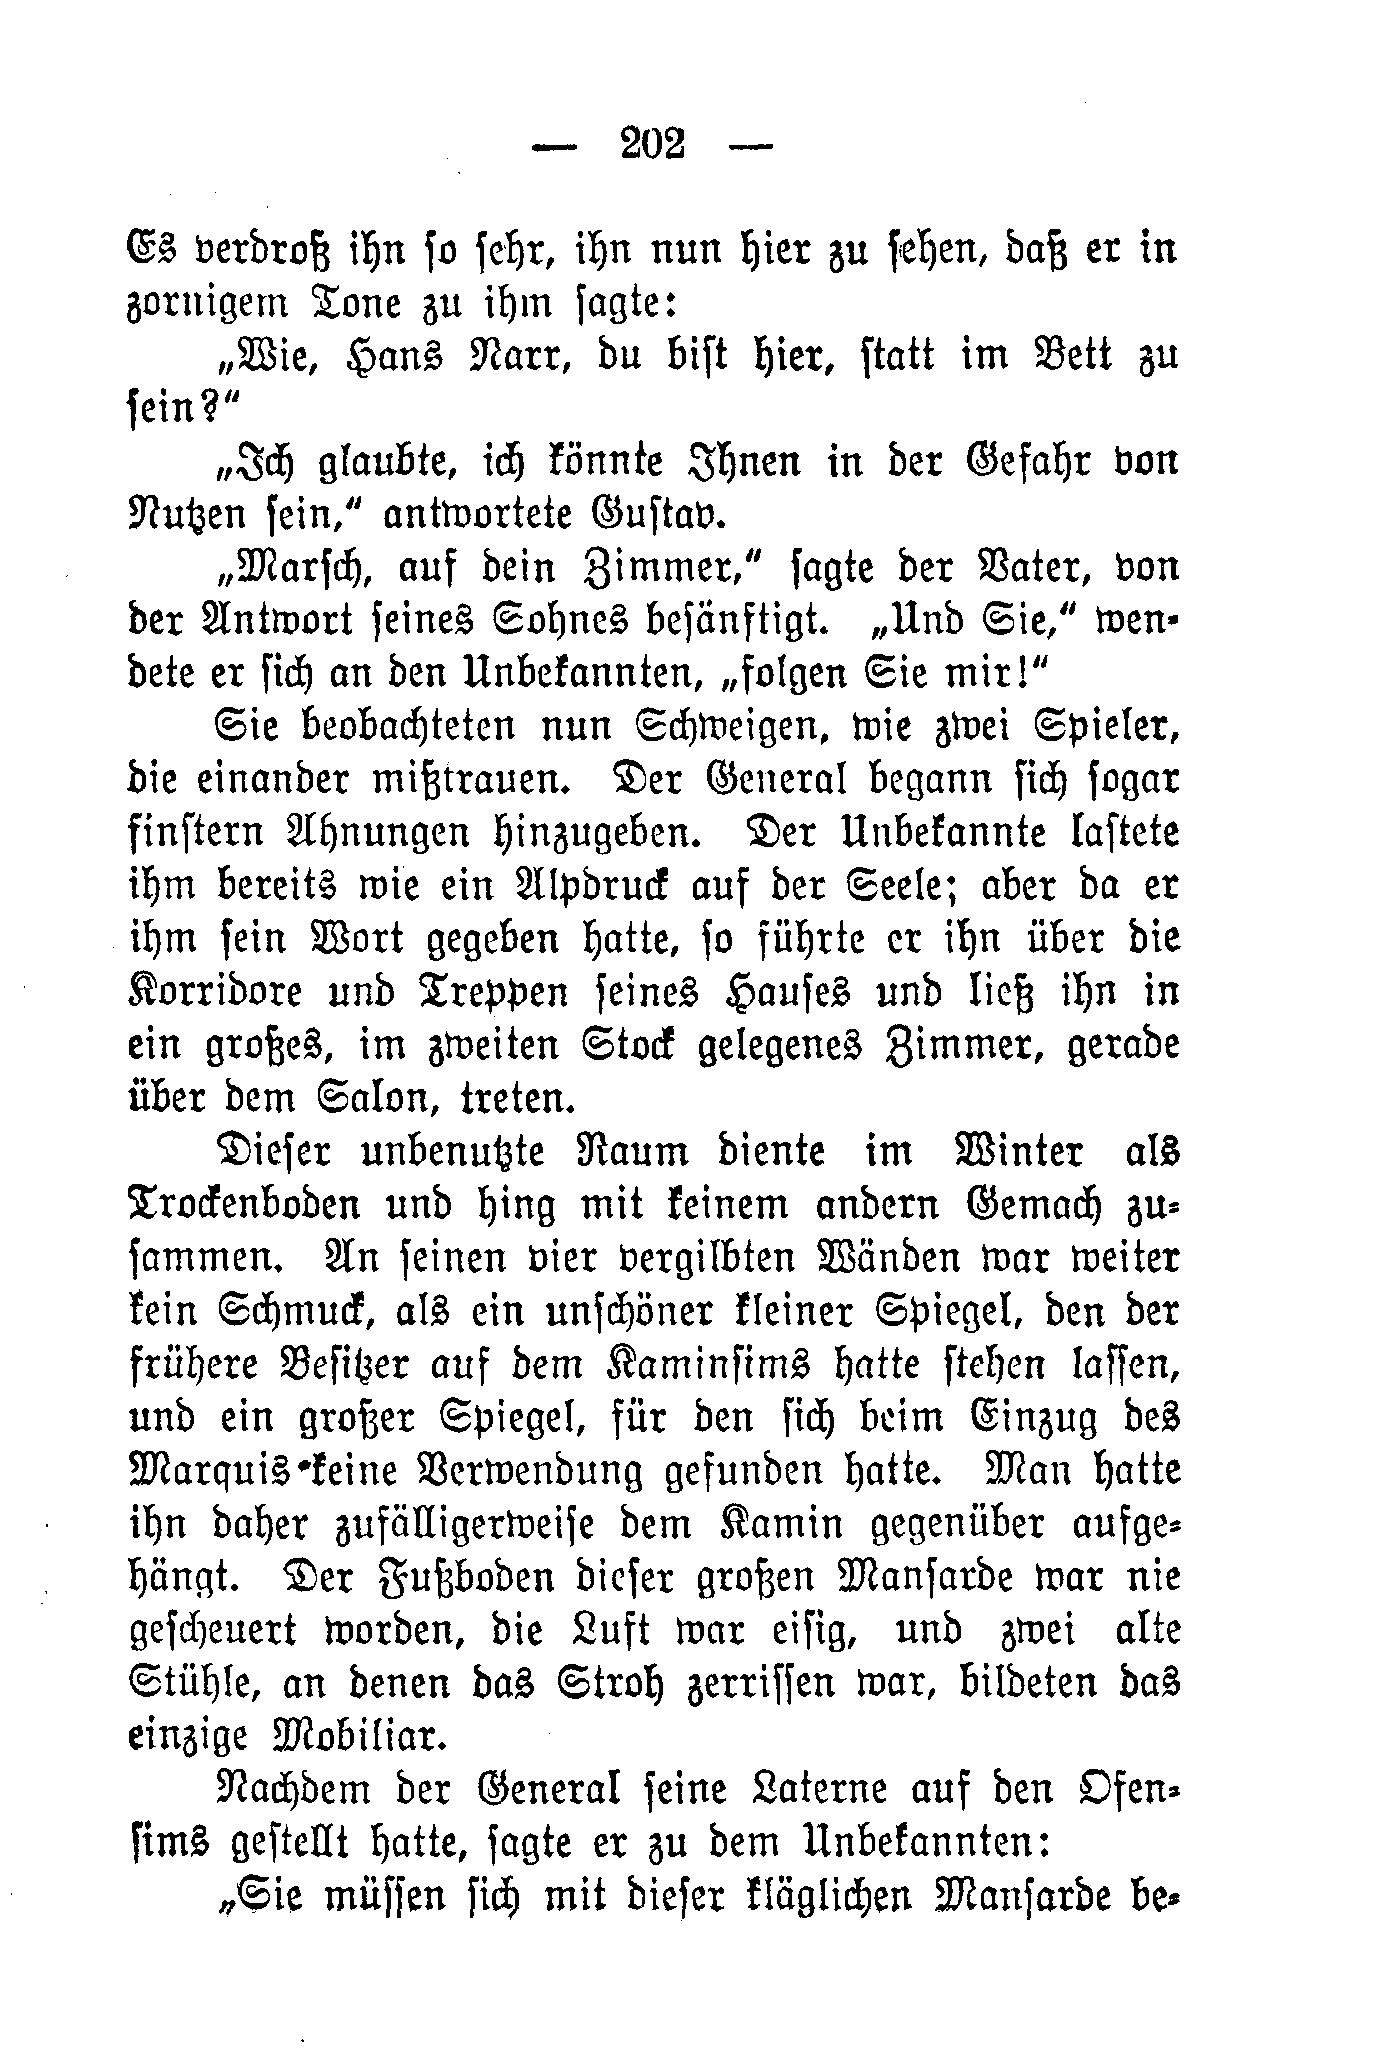 — 202 —
Es verdroß ihn so sehr, ihn nun hier zu sehen, daß er in
zornigem Tone zu ihm sagte:
„Wie, Hans Narr, du bist hier, statt im Bett zu
sein?“
„Ich glaubte, ich könnte Ihnen in der Gefahr von
Nutzen sein,“ antwortete Gustav.
„Marsch, auf dein Zimmer,“ sagte der Vater, von
der Antwort seines Sohnes besänftigt. „Und Sie,“ wen-
dete er sich an den Unbekannten, „folgen Sie mir!“
Sie beobachteten nun Schweigen, wie zwei Spieler,
die einander mißtrauen. Der General begann sich sogar
finstern Ahnungen hinzugeben. Der Unbekannte lastete
ihm bereits wie ein Alpdruck auf der Seele; aber da er
ihm sein Wort gegeben hatte, so führte er ihn über die
Korridore und Treppen seines Hauses und ließ ihn in
ein großes, im zweiten Stock gelegenes Zimmer, gerade
über dem Salon, treten.
Dieser unbenutzte Raum diente im Winter als
Trockenboden und hing mit keinem andern Gemach zu-
sammen. An seinen vier vergilbten Wänden war weiter
kein Schmuck, als ein unschöner kleiner Spiegel, den der
frühere Besitzer auf dem Kaminsims hatte stehen lassen,
und ein großer Spiegel, für den sich beim Einzug des
Marquis keine Verwendung gefunden hatte. Man hatte
ihn daher zufälligerweise dem Kamin gegenüber aufge-
hängt. Der Fußboden dieser großen Mansarde war nie
gescheuert worden, die Luft war eisig, und zwei alte
Stühle, an denen das Stroh zerrissen war, bildeten das
einzige Mobiliar.
Nachdem der General seine Laterne auf den Ofen-
sims gestellt hatte, sagte er zu dem Unbekannten:
„Sie müssen sich mit dieser kläglichen Mansarde be-